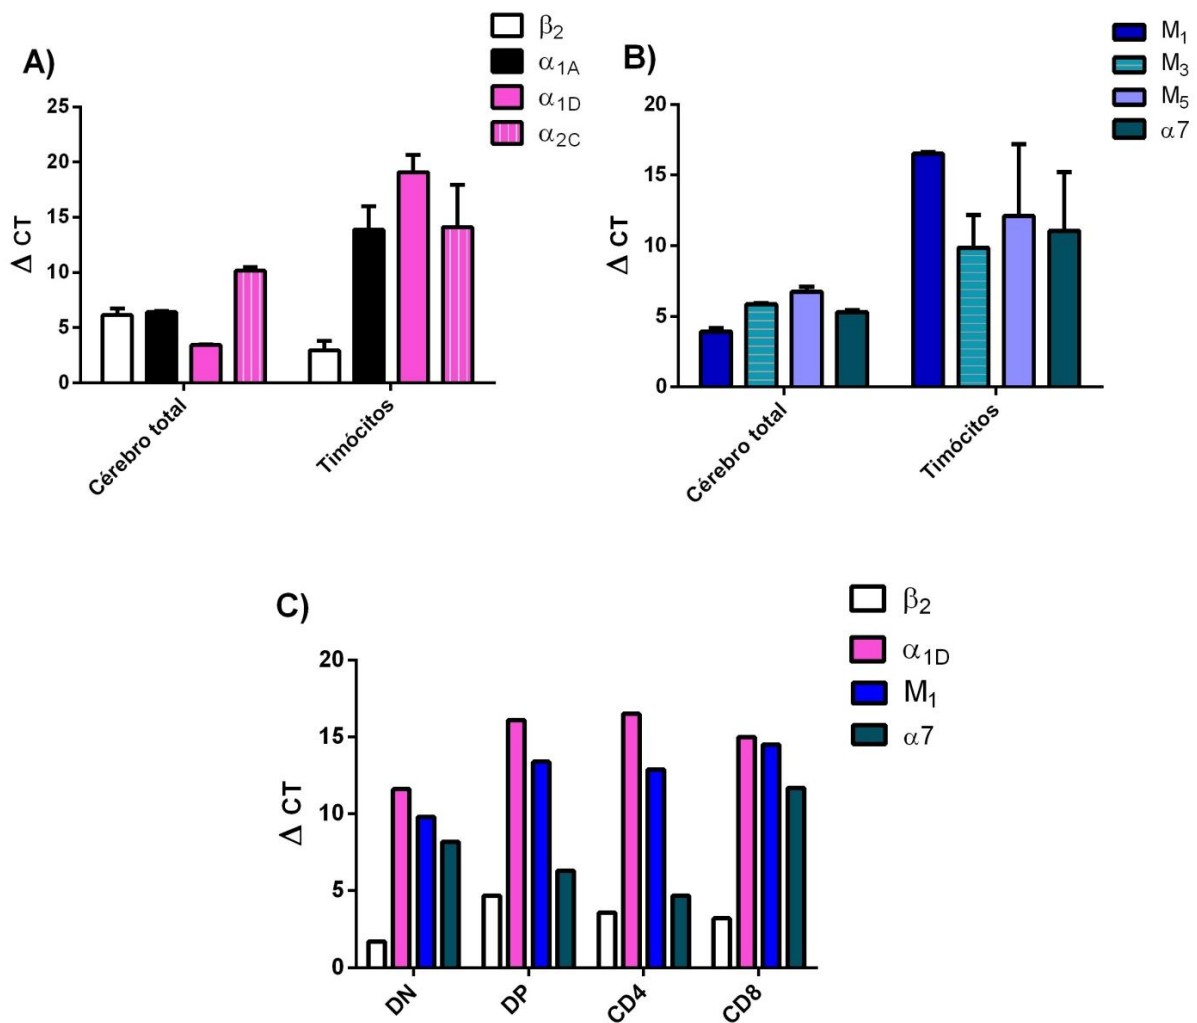 A)
β2
α1A
α1D
α2C
25
20
15
10
5
0
Δ CT
Cérebro total
Timócitos
B)
M1
M3
M5
α7
20
15
10
5
0
Δ CT
Cérebro total
Timócitos
C)
β2
α1D
M1
α7
20
15
10
5
0
Δ CT
DN
DP
CD4
CD8